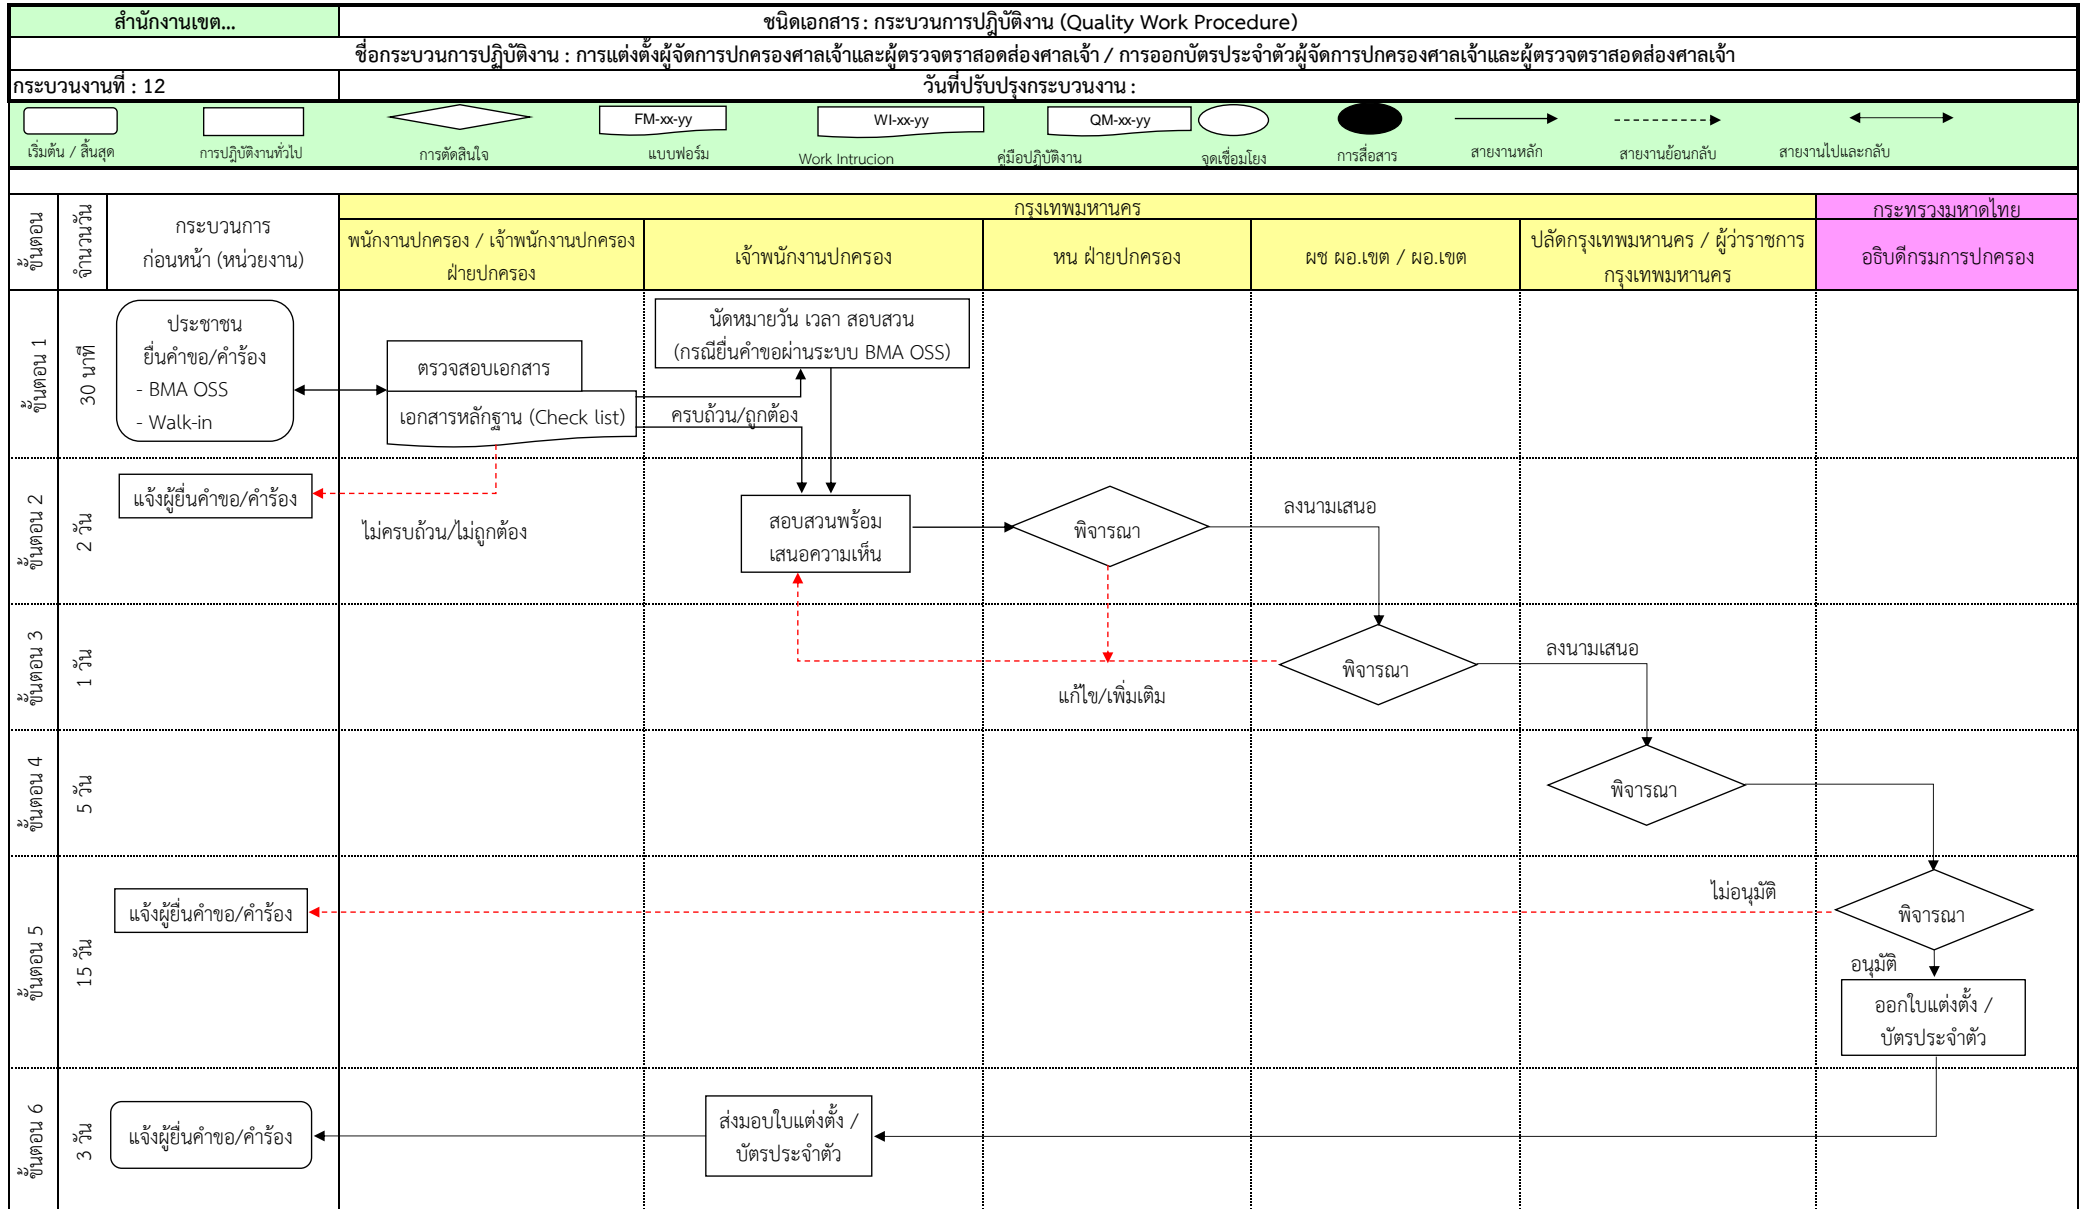 สำนักงานเขต...
ชนิดเอกสาร : กระบวนการปฏิบัติงาน (Quality Work Procedure)
ชื่อกระบวนการปฏิบัติงาน : การแต่งตั้งผู้จัดการปกครองศาลเจ้าและผู้ตรวจตราสอดส่องศาลเจ้า / การออกบัตรประจำตัวผู้จัดการปกครองศาลเจ้าและผู้ตรวจตราสอดส่องศาลเจ้า
กระบวนงานที่ : 12
วันที่ปรับปรุงกระบวนงาน :
FM-xx-yy
WI-xx-yy
QM-xx-yy
เริ่มต้น / สิ้นสุด
การปฏิบัติงานทั่วไป
การตัดสินใจ
แบบฟอร์ม
Work Intrucion
คู่มือปฏิบัติงาน
จุดเชื่อมโยง
การสื่อสาร
สายงานหลัก
สายงานย้อนกลับ
สายงานไปและกลับ
ขั้นตอน
จำนวนวัน
กระบวนการ
ก่อนหน้า (หน่วยงาน)
กรุงเทพมหานคร
กระทรวงมหาดไทย
พนักงานปกครอง / เจ้าพนักงานปกครอง
ฝ่ายปกครอง
เจ้าพนักงานปกครอง
หน ฝ่ายปกครอง
ผช ผอ.เขต / ผอ.เขต
ปลัดกรุงเทพมหานคร / ผู้ว่าราชการ
กรุงเทพมหานคร
อธิบดีกรมการปกครอง
ขั้นตอน 1
30 นาที
ประชาชน
ยื่นคำขอ/คำร้อง
- BMA OSS
- Walk-in
ตรวจสอบเอกสาร
เอกสารหลักฐาน (Check list)
นัดหมายวัน เวลา สอบสวน
(กรณียื่นคำขอผ่านระบบ BMA OSS)
ครบถ้วน/ถูกต้อง
ขั้นตอน 2
2 วัน
แจ้งผู้ยื่นคำขอ/คำร้อง
ไม่ครบถ้วน/ไม่ถูกต้อง
สอบสวนพร้อม
เสนอความเห็น
พิจารณา
ลงนามเสนอ
ขั้นตอน 3
1 วัน
แก้ไข/เพิ่มเติม
พิจารณา
ลงนามเสนอ
ขั้นตอน 4
5 วัน
พิจารณา
ขั้นตอน 5
15 วัน
แจ้งผู้ยื่นคำขอ/คำร้อง
ไม่อนุมัติ
พิจารณา
อนุมัติ
ออกใบแต่งตั้ง /
บัตรประจำตัว
ขั้นตอน 6
3 วัน
แจ้งผู้ยื่นคำขอ/คำร้อง
ส่งมอบใบแต่งตั้ง /
บัตรประจำตัว